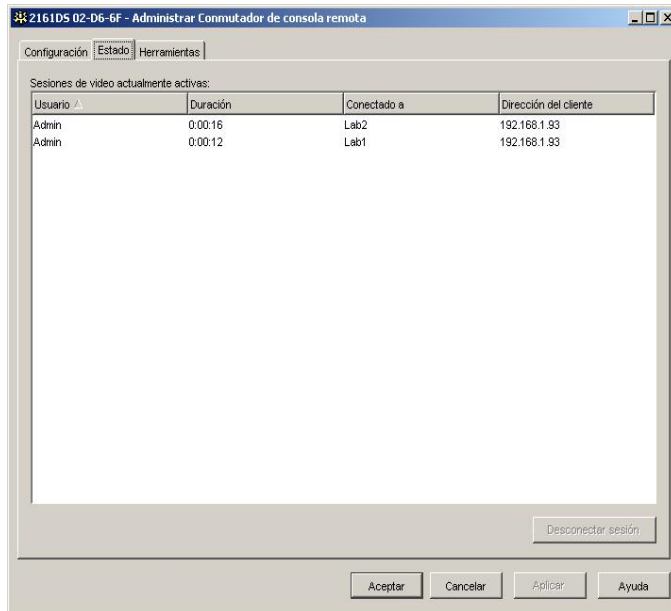 2161DS 02-D6-6F - Administrar Conmutador de consola remota
Configuración Estado Herramientas
Sesiones de video actualmente activas:
Usuario Duración Conectado a Dirección del cliente
Admin 0:00:16 Lab2 192.168.1.93
Admin 0:00:12 Lab1 192.168.1.93
Desconectar sesión
Aceptar Cancelar Aplicar Ayuda